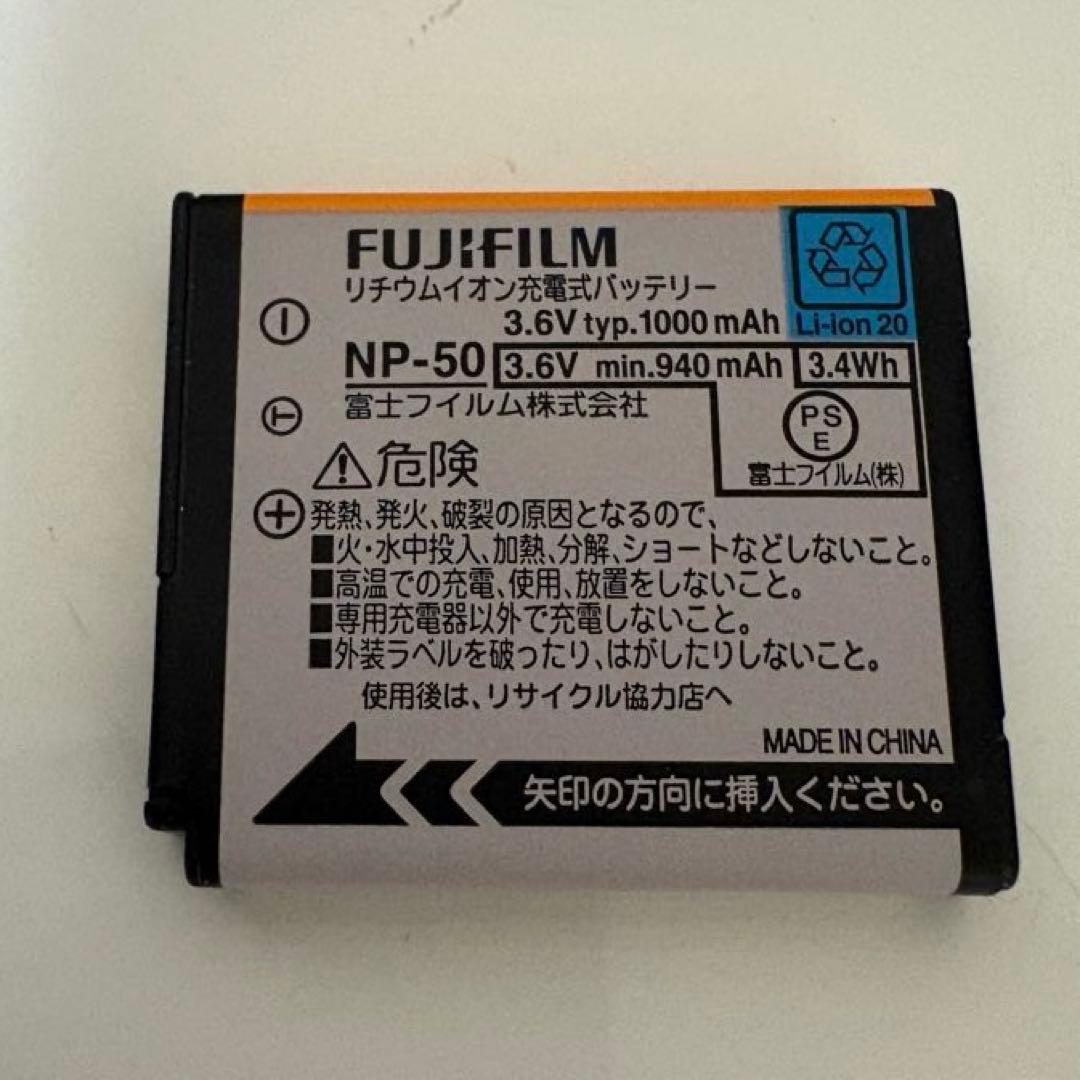 FUJIFILM
リチウムイオン充電式バッテリー
3.6V typ.1000 mAh
Li-ion 20
NP-50
3.6V min.940 mAh
3.4Wh
富士フイルム株式会社
PS
E
富士フイルム(株)
T
⚠危険
発熱、発火、破裂の原因となるので、
■火・水中投入、加熱、分解、ショートなどしないこと。
■高温での充電、使用、放置をしないこと。
■専用充電器以外で充電しないこと。
■外装ラベルを破ったり、はがしたりしないこと。
使用後は、リサイクル協力店へ
MADE IN CHINA
矢印の方向に挿入ください。